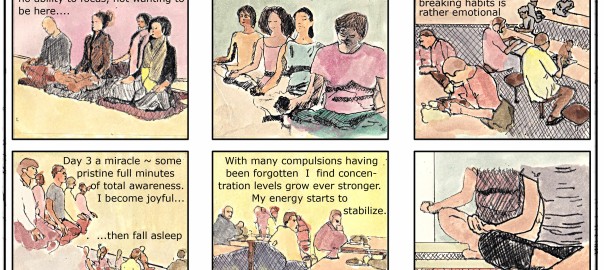 no ability to focus, not wanting to
be here....
breaking habits is
rather emotional
Day 3 a miracle ~ some
pristine full minutes
of total awareness.
I become joyful...
...then fall asleep
With many compulsions having
been forgotten I find concen-
tration levels grow ever stronger.
My energy starts to
stabilize.